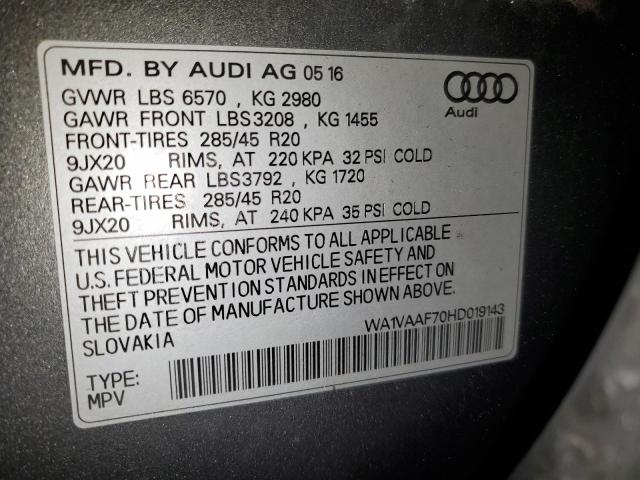 MFD. BY AUDI AG 05 16
GVWR LBS 6570 , KG 2980
GAWR FRONT LBS3208 , KG 1455
FRONT-TIRES 285/45 R20
9JX20 RIMS, AT 220 KPA 32 PSI COLD
GAWR REAR LBS3792 , KG 1720
REAR-TIRES 285/45 R20
9JX20 RIMS, AT 240 KPA 35 PSI COLD
Audi
THIS VEHICLE CONFORMS TO ALL APPLICABLE
U.S. FEDERAL MOTOR VEHICLE SAFETY AND
THEFT PREVENTION STANDARDS IN EFFECT ON
THE DATE OF MANUFACTURE SHOWN ABOVE.
SLOVAKIA
WA1VAAF70HD019143
TYPE:
MPV